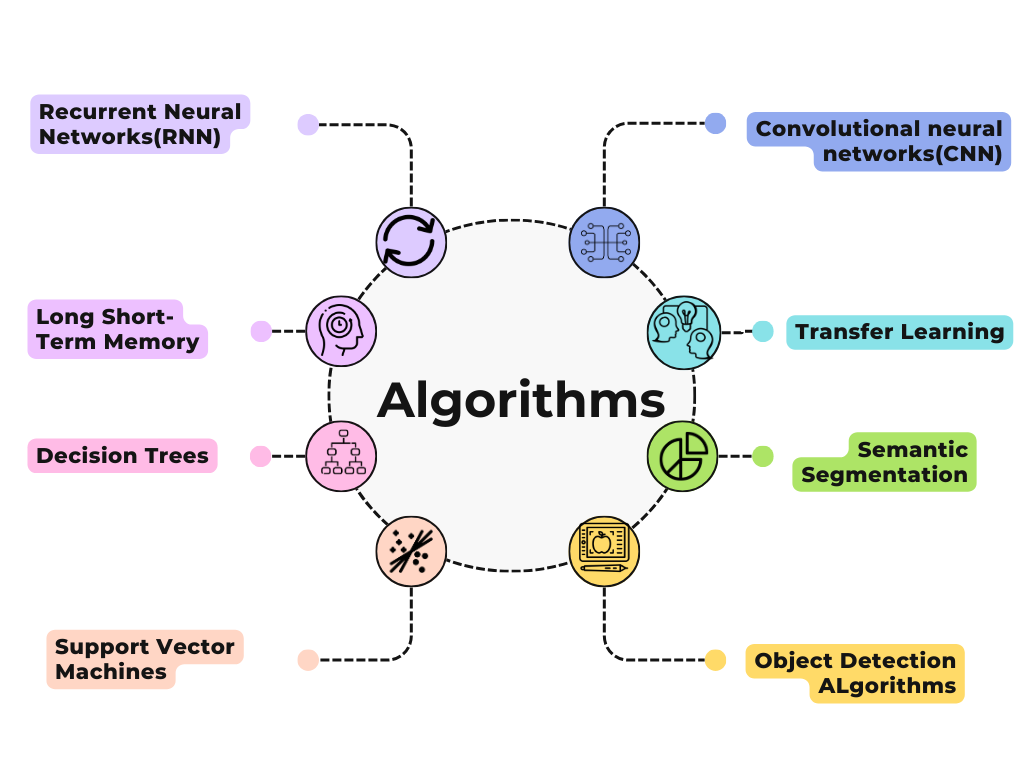 Recurrent Neural
Networks(RNN)
Convolutional neural
networks(CNN)
Long Short-
Term Memory
Transfer Learning
Algorithms
Decision Trees
Semantic
Segmentation
Support Vector
Machines
Object Detection
ALgorithms